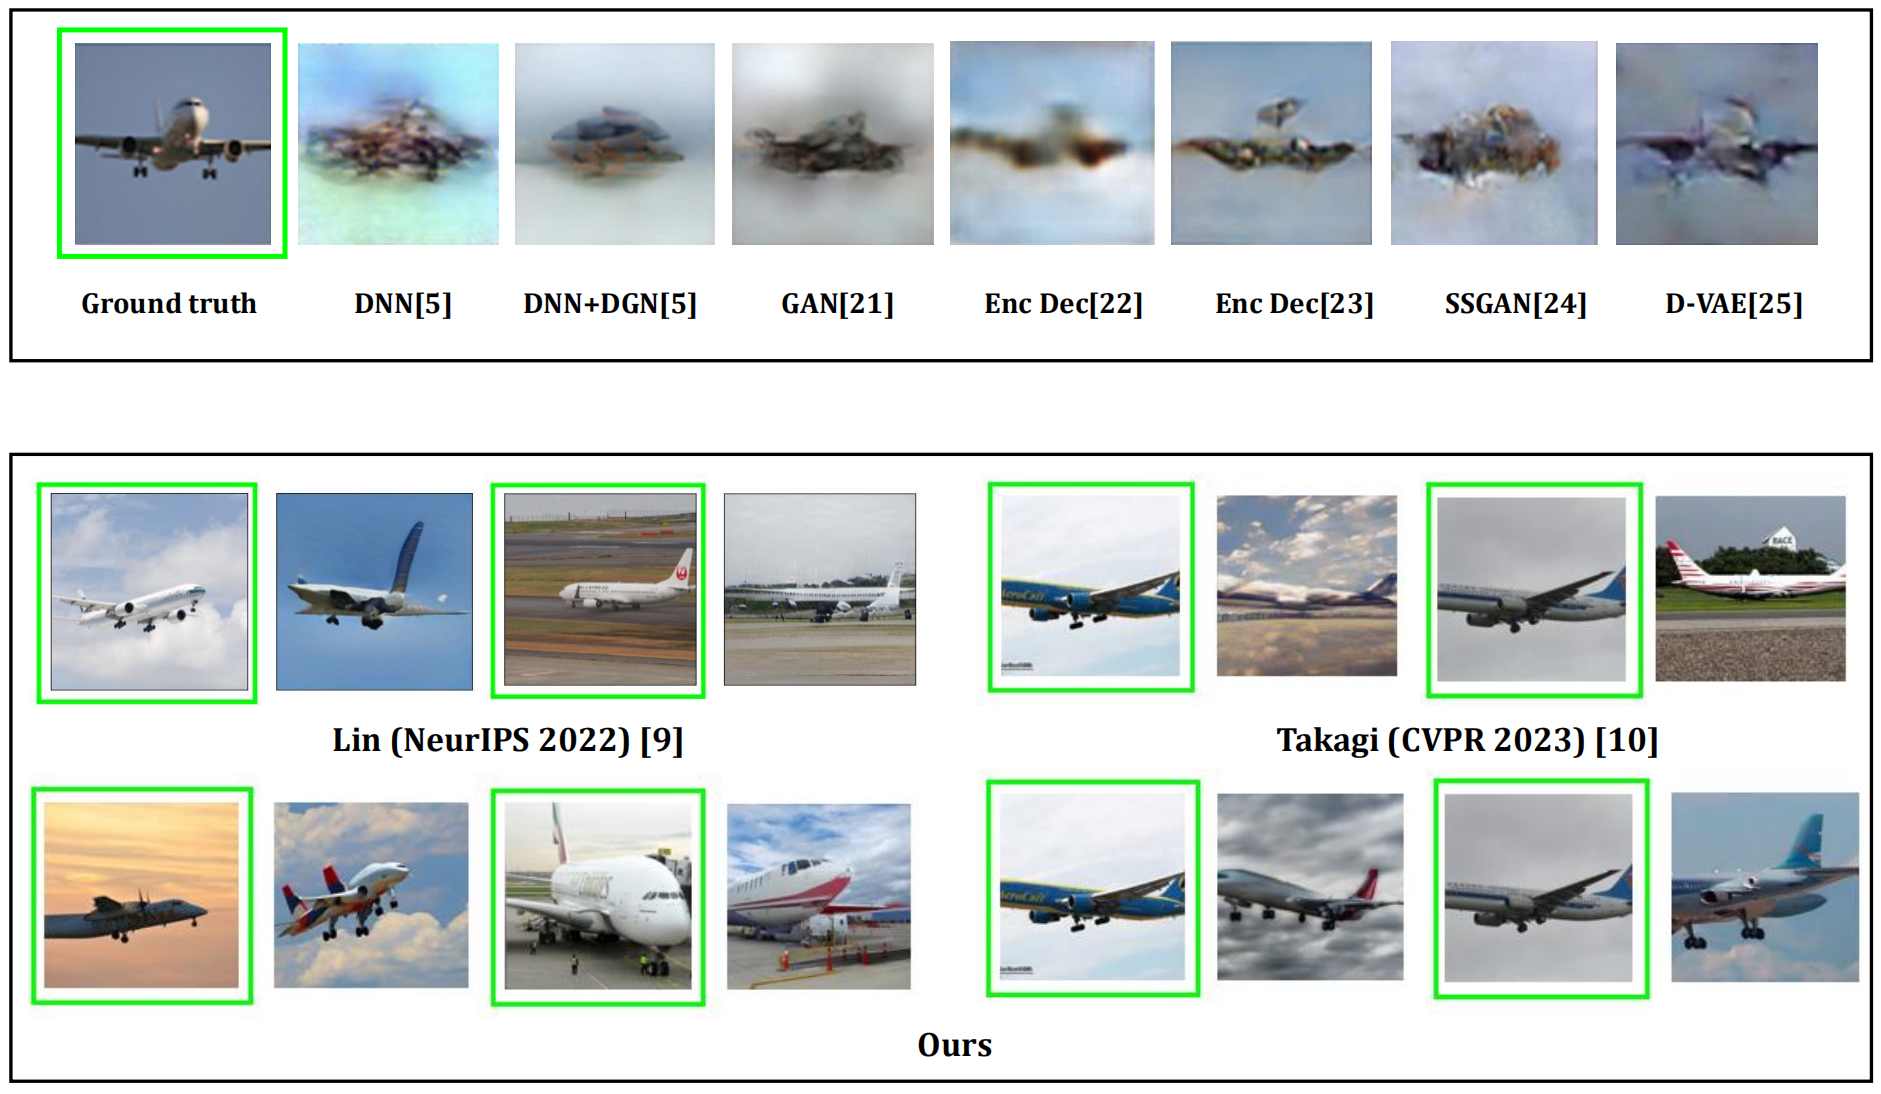 Ground truth
DNN[5]
DNN+DGN[5]
GAN[21]
Enc Dec[22]
Enc Dec[23]
SSGAN[24]
D-VAE[25]
BACE
Lin (NeurIPS 2022) [9]
Takagi (CVPR 2023) [10]
Ours